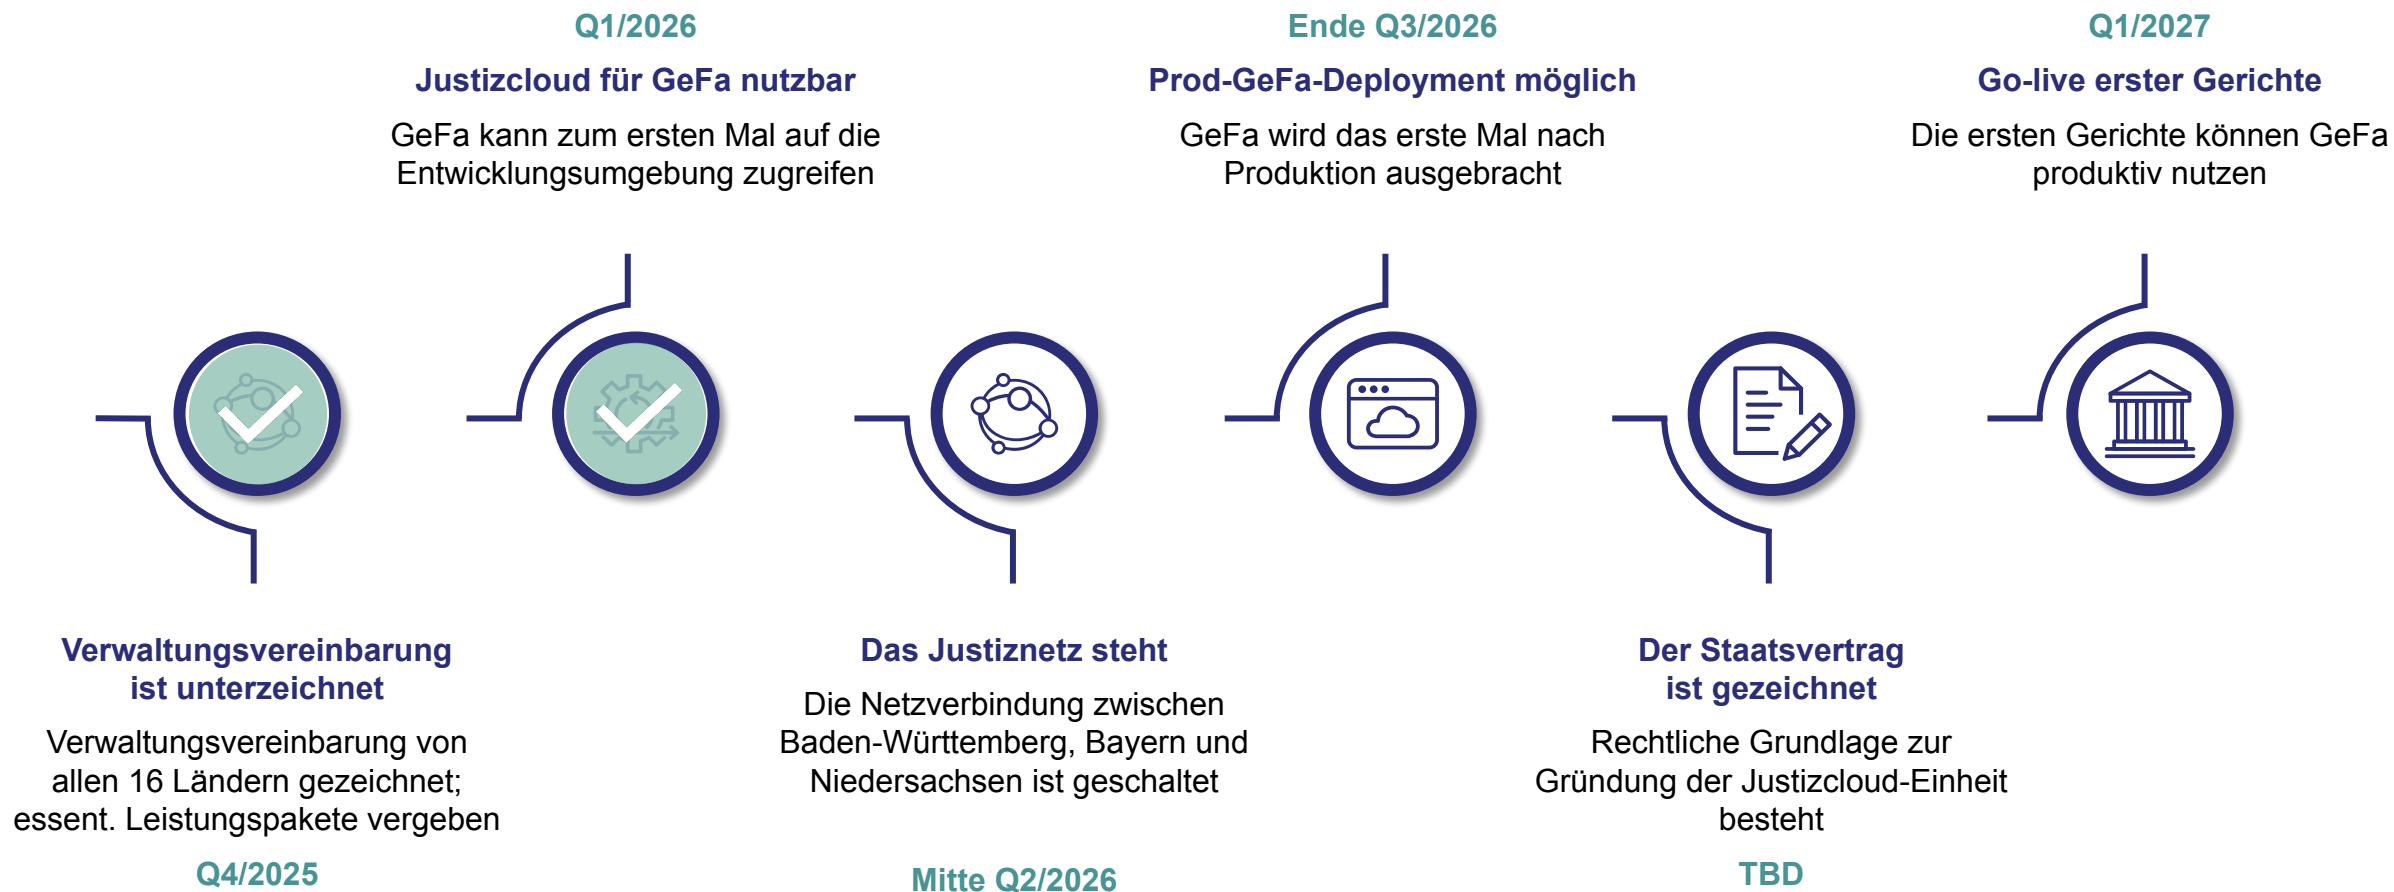 Q1/2026
Justizcloud für GeFa nutzbar
GeFa kann zum ersten Mal auf die
Entwicklungsumgebung zugreifen
Ende Q3/2026
Prod-GeFa-Deployment möglich
GeFa wird das erste Mal nach
Produktion ausgebracht
Q1/2027
Go-live erster Gerichte
Die ersten Gerichte können GeFa
produktiv nutzen
Verwaltungsvereinbarung
ist unterzeichnet
Verwaltungsvereinbarung von
allen 16 Ländern gezeichnet;
essent. Leistungspakete vergeben
Q4/2025
Das Justiznetz steht
Die Netzverbindung zwischen
Baden-Württemberg, Bayern und
Niedersachsen ist geschaltet
Mitte Q2/2026
Der Staatsvertrag
ist gezeichnet
Rechtliche Grundlage zur
Gründung der Justizcloud-Einheit
besteht
TBD